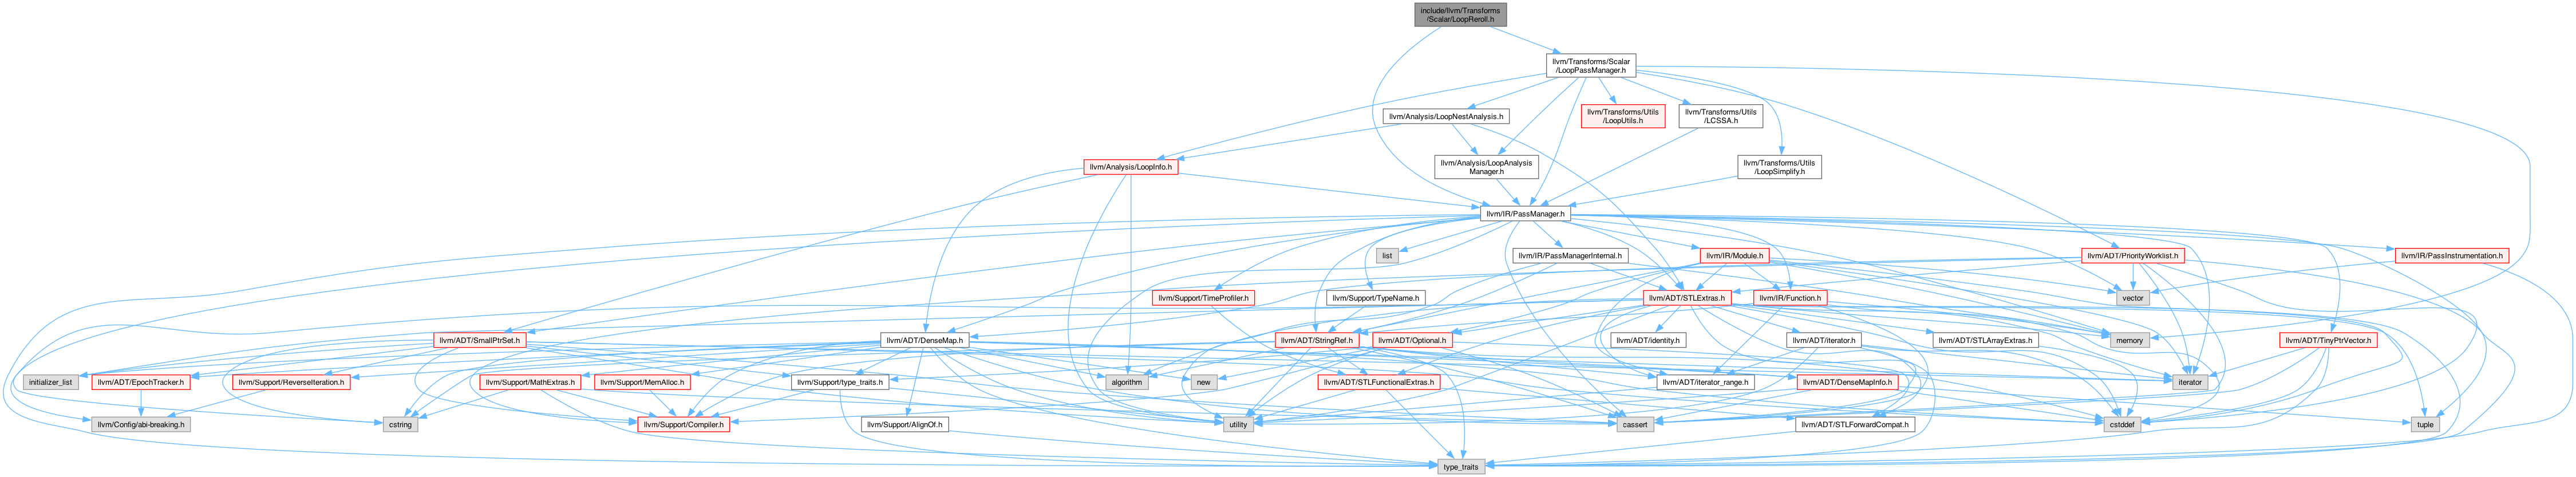 include/llvm/Transforms
/Scalar/LoopReroll.h
llvm/Transforms/Scalar
/LoopPassManager.h
llvm/Analysis/LoopNestAnalysis.h
llvm/Transforms/Utils
/LoopUtils.h
llvm/Transforms/Utils
/LCSSA.h
llvm/Analysis/LoopInfo.h
llvm/Analysis/LoopAnalysis
Manager.h
llvm/Transforms/Utils
/LoopSimplify.h
llvm/IR/PassManager.h
list
llvm/IR/PassManagerInternal.h
llvm/IR/Module.h
llvm/ADT/PriorityWorklist.h
llvm/IR/PassInstrumentation.h
llvm/Support/TimeProfiler.h
llvm/Support/TypeName.h
llvm/ADT/STLExtras.h
llvm/IR/Function.h
vector
llvm/ADT/SmallPtrSet.h
llvm/ADT/DenseMap.h
llvm/ADT/StringRef.h
llvm/ADT/Optional.h
llvm/ADT/identity.h
llvm/ADT/iterator.h
llvm/ADT/STLArrayExtras.h
memory
llvm/ADT/TinyPtrVector.h
initializer_list
llvm/ADT/EpochTracker.h
llvm/Support/ReverseIteration.h
llvm/Support/MathExtras.h
llvm/Support/MemAlloc.h
llvm/Support/type_traits.h
algorithm
new
llvm/ADT/STLFunctionalExtras.h
llvm/ADT/iterator_range.h
llvm/ADT/DenseMapInfo.h
iterator
llvm/Config/abi-breaking.h
cstring
llvm/Support/Compiler.h
llvm/Support/AlignOf.h
utility
cassert
llvm/ADT/STLForwardCompat.h
cstddef
tuple
type_traits